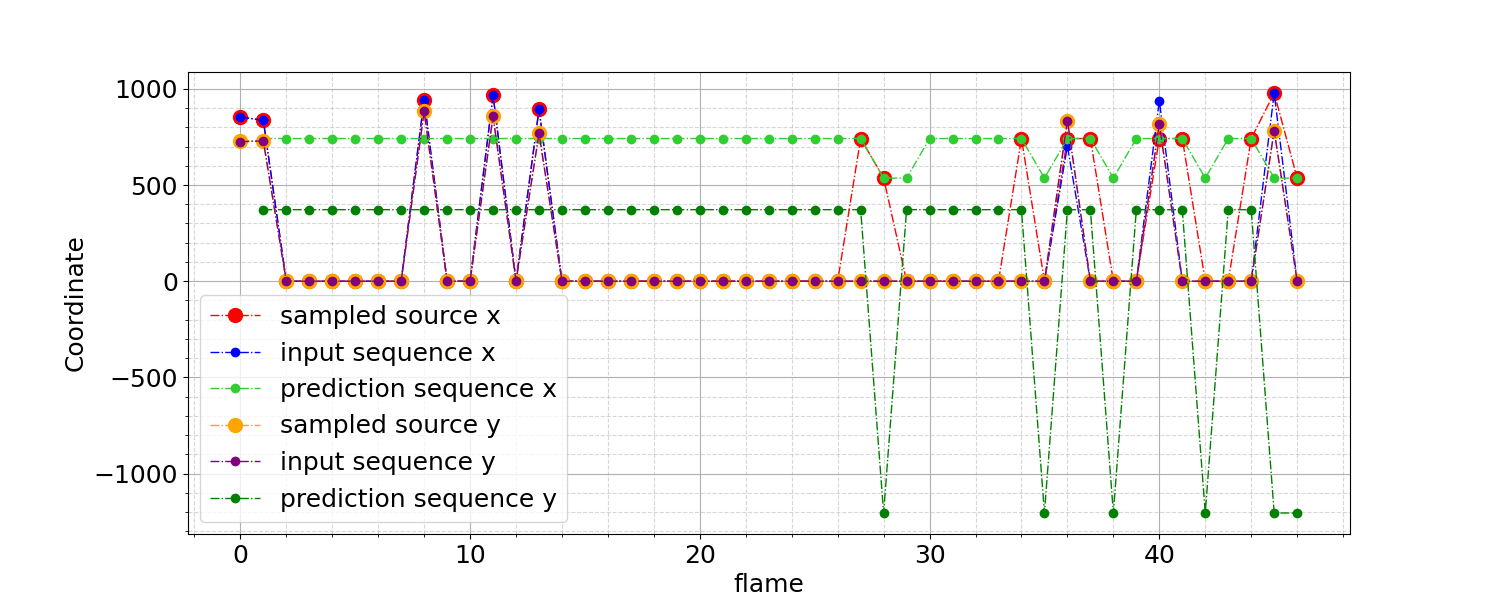 1000
500
0
−500
−1000
Coordinate
sampled source x
input sequence x
prediction sequence x
sampled source y
input sequence y
prediction sequence y
0 10 20 30 40
flame